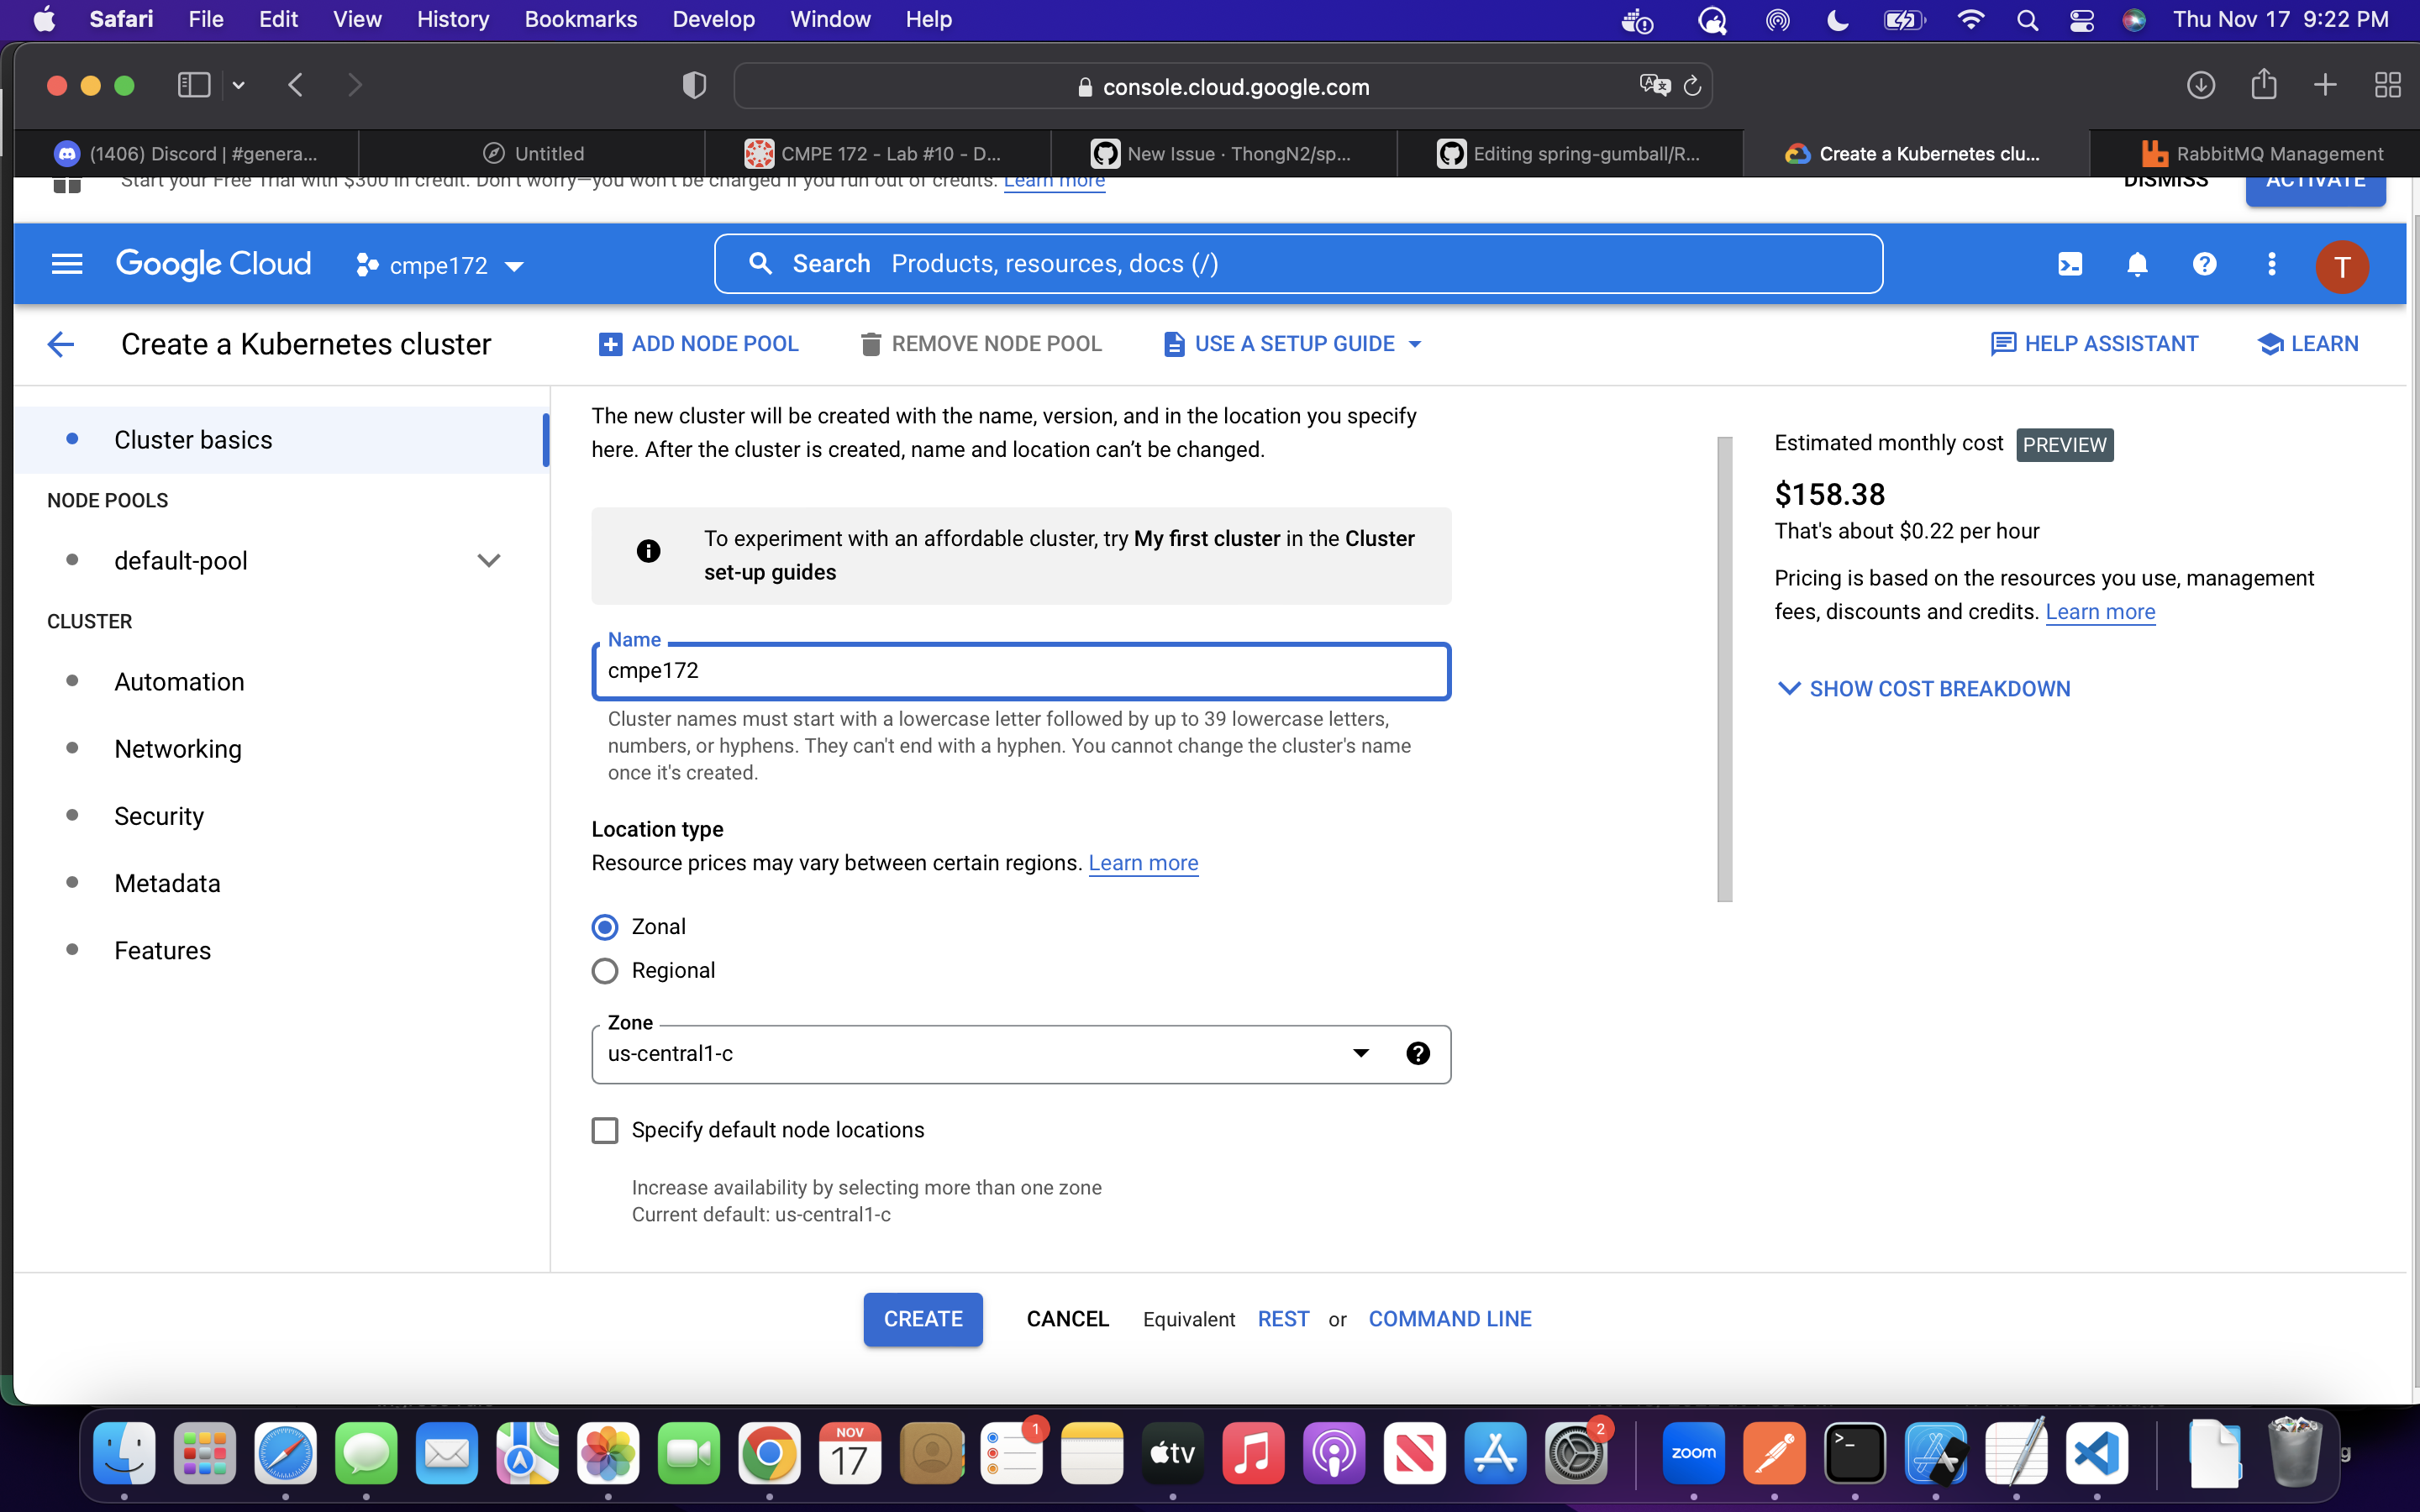 Safari File Edit View History Bookmarks Develop Window Help Thu Nov 17 9:22 PM
console.cloud.google.com
(1406) Discord | #genera... Untitled CMPE 172 - Lab #10 - D... New Issue · ThongN2/sp... Editing spring-gumball/R... Create a Kubernetes clu... RabbitMQ Management
Start your Free Trial with $300 in credit. Don't worry—you won't be charged if you run out of credits. Learn more DISMISS ACTIVATE
Google Cloud cmpe172 Search Products, resources, docs (/) T
Create a Kubernetes cluster ADD NODE POOL REMOVE NODE POOL USE A SETUP GUIDE HELP ASSISTANT LEARN
Cluster basics
NODE POOLS
default-pool
CLUSTER
Automation
Networking
Security
Metadata
Features
The new cluster will be created with the name, version, and in the location you specify
here. After the cluster is created, name and location can't be changed.
To experiment with an affordable cluster, try My first cluster in the Cluster
set-up guides
Name
cmpe172
Cluster names must start with a lowercase letter followed by up to 39 lowercase letters,
numbers, or hyphens. They can't end with a hyphen. You cannot change the cluster's name
once it's created.
Location type
Resource prices may vary between certain regions. Learn more
Zonal
Regional
Zone
us-central1-c
Specify default node locations
Increase availability by selecting more than one zone
Current default: us-central1-c
Estimated monthly cost PREVIEW
$158.38
That's about $0.22 per hour
Pricing is based on the resources you use, management
fees, discounts and credits. Learn more
SHOW COST BREAKDOWN
CREATE CANCEL Equivalent REST or COMMAND LINE
NOV
17
1
tv
2
zoom